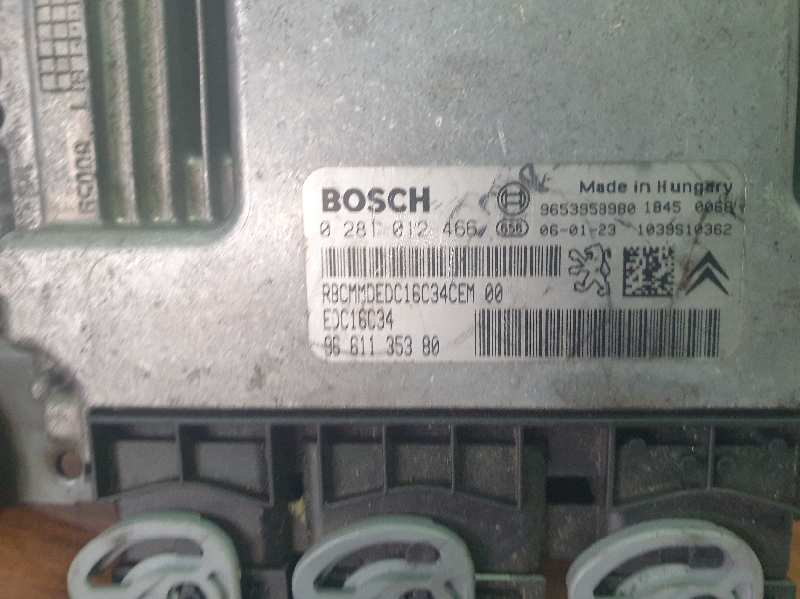 BOSCH
Made in Hungary
9653958980 1845 0068
0 281 012 466 656 06-01-23 1039S10362
RBCMMDEDC16C34CEM 00
EDC16C34
96 611 353 80